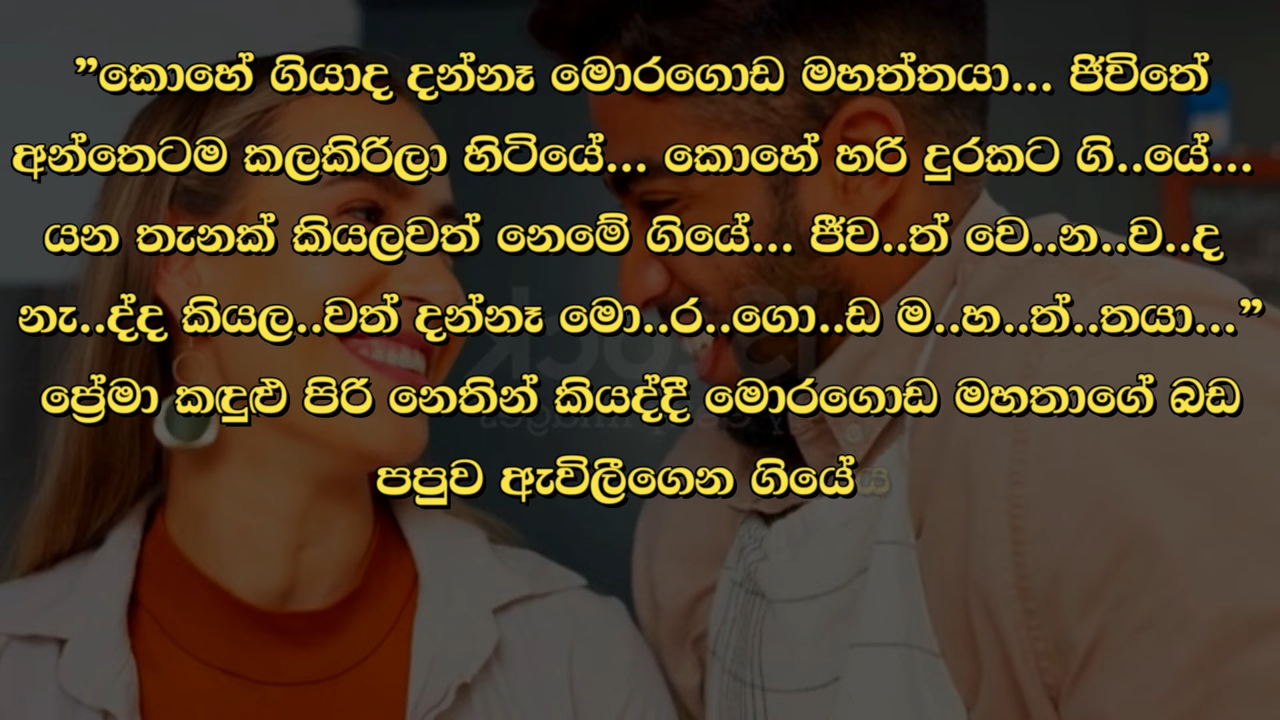 ”කොහේ ගියාද දන්නෑ මොරගොඩ මහත්තයා... ජිවිතේ
අන්තෙටම කලකිරිලා හිටියේ... කොහේ හරි දුරකට ගි..යේ...
යන තැනක් කියලවත් නෙමේ ගියේ... ජීව..ත් වෙ..න..ව..ද
නැ..ද්ද කියල..වත් දන්නෑ මො..ර..ගො..ඩ ම..හ..ත්..තයා...”
ප්‍රේමා කඳුළු පිරි නෙතින් කියද්දී මොරගොඩ මහතාගේ බඩ
පපුව ඇවිලීගෙන ගියේය